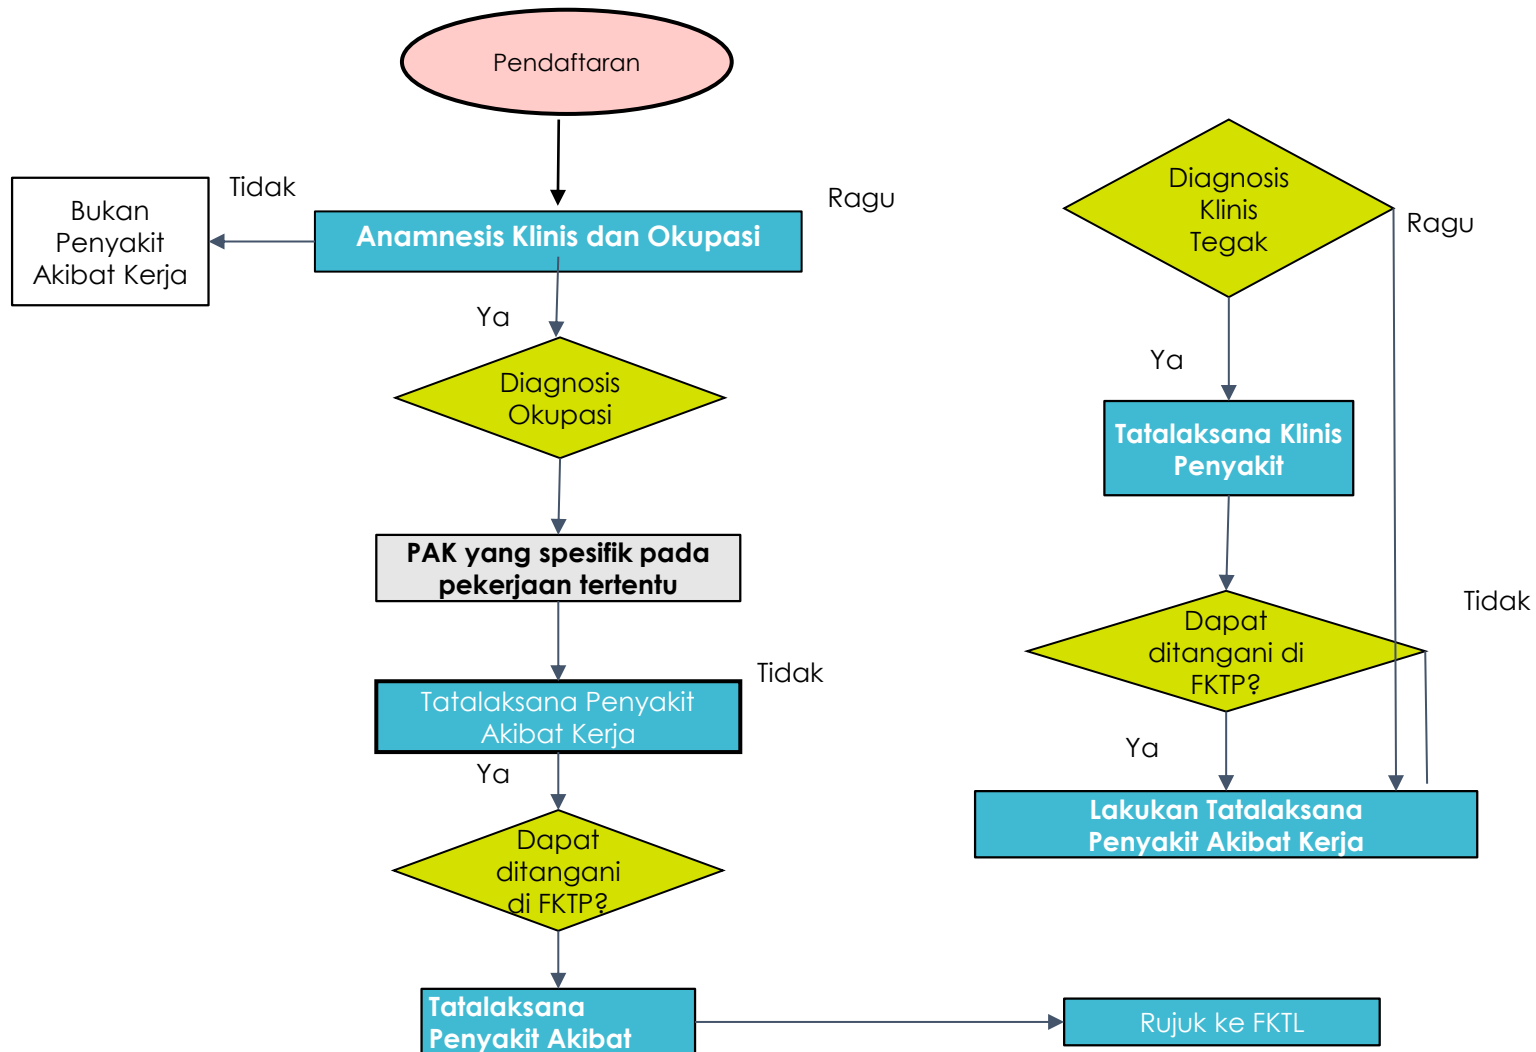 Pendaftaran
Tidak
Ragu
Bukan
Penyakit
Akibat Kerja
Anamnesis Klinis dan Okupasi
Ya
Diagnosis
Okupasi
PAK yang spesifik pada
pekerjaan tertentu
Tidak
Tatalaksana Penyakit
Akibat Kerja
Ya
Dapat
ditangani
di FKTP?
Tatalaksana
Penyakit Akibat
Rujuk ke FKTL
Diagnosis
Klinis
Tegak
Ragu
Ya
Tatalaksana Klinis
Penyakit
Tidak
Dapat
ditangani di
FKTP?
Ya
Lakukan Tatalaksana
Penyakit Akibat Kerja